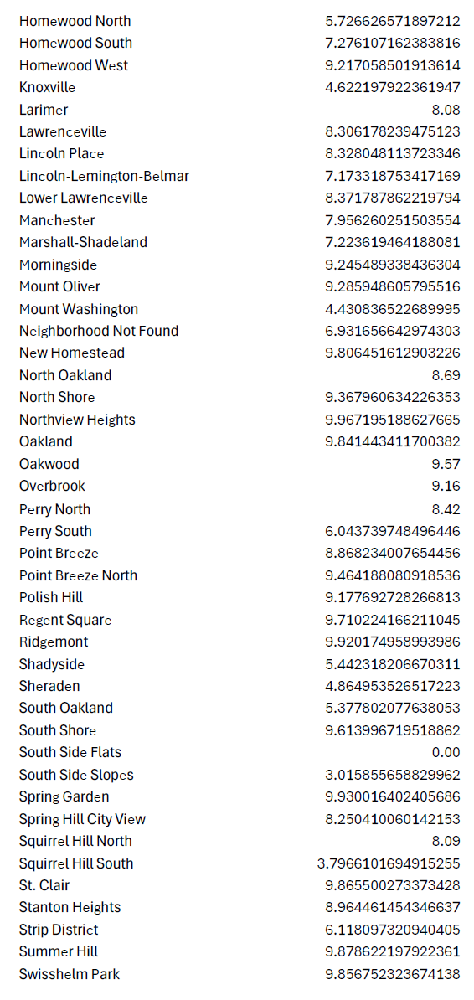 Homewood North 5.726626571897212
Homewood South 7.276107162383816
Homewood West 9.217058501913614
Knoxville 4.622197922361947
Larimer 8.08
Lawrenceville 8.306178239475123
Lincoln Place 8.328048113723346
Lincoln-Lemington-Belmar 7.173318753417169
Lower Lawrenceville 8.371787862219794
Manchester 7.956260251503554
Marshall-Shadeland 7.223619464188081
Morningside 9.245489338436304
Mount Oliver 9.285948605795516
Mount Washington 4.430836522689995
Neighborhood Not Found 6.931656642974303
New Homestead 9.806451612903226
North Oakland 8.69
North Shore 9.367960634226353
Northview Heights 9.967195188627665
Oakland 9.841443411700382
Oakwood 9.57
Overbrook 9.16
Perry North 8.42
Perry South 6.043739748496446
Point Breeze 8.868234007654456
Point Breeze North 9.464188080918536
Polish Hill 9.177692728266813
Regent Square 9.710224166211045
Ridgemont 9.920174958993986
Shadyside 5.442318206670311
Sheraden 4.864953526517223
South Oakland 5.377802077638053
South Shore 9.613996719518862
South Side Flats 0.00
South Side Slopes 3.015855658829962
Spring Garden 9.930016402405686
Spring Hill City View 8.250410060142153
Squirrel Hill North 8.09
Squirrel Hill South 3.7966101694915255
St. Clair 9.865500273373428
Stanton Heights 8.964461454346637
Strip District 6.118097320940405
Summer Hill 9.878622197922361
Swisshelm Park 9.856752323674138